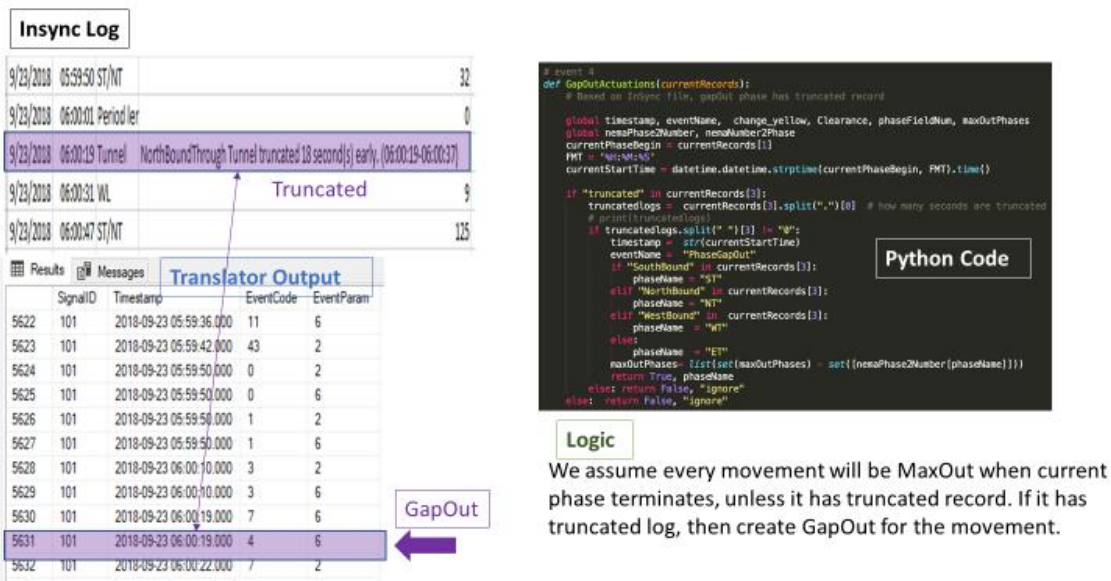 Insync Log
9/23/2018 05:59:50 ST/NT 32
9/23/2018 06:00:01 Period ler 0
9/23/2018 06:00:19 Tunnel NorthBoundThrough Tunnel truncated 18 second(s) early. (06:00:19-06:00:37)
Truncated
9/23/2018 06:00:31 WL 9
9/23/2018 06:00:47 ST/NT 125
Results Messages
Translator Output
SignalID Timestamp EventCode EventParam
5622 101 2018-09-23 05:59:36.000 11 6
5623 101 2018-09-23 05:59:42.000 43 2
5624 101 2018-09-23 05:59:50.000 0 2
5625 101 2018-09-23 05:59:50.000 0 6
5626 101 2018-09-23 05:59:50.000 1 2
5627 101 2018-09-23 05:59:50.000 1 6
5628 101 2018-09-23 06:00:10.000 3 2
5629 101 2018-09-23 06:00:10.000 3 6
5630 101 2018-09-23 06:00:19.000 7 6
5631 101 2018-09-23 06:00:19.000 4 6
5632 101 2018-09-23 06:00:22.000 7 2
GapOut
# event 4
def GapOutActuations(currentRecords):
# Based on InSync file, gapOut phase has truncated record
global timestamp, eventName, change_yellow, Clearance, phaseFieldNum, maxOutPhases
global nemaPhase2Number, nemaNumber2Phase
currentPhaseBegin = currentRecords[1]
FMT = '%H:%M:%S'
currentStartTime = datetime.datetime.strptime(currentPhaseBegin, FMT).time()
if "truncated" in currentRecords[3]:
truncatedlogs = currentRecords[3].split(".")[0] # how many seconds are truncated
# print(truncatedlogs)
if truncatedlogs.split(" ")[3] != "0":
timestamp = str(currentStartTime)
eventName = "PhaseGapOut"
if "SouthBound" in currentRecords[3]:
phaseName = "ST"
elif "NorthBound" in currentRecords[3]:
phaseName = "NT"
elif "WestBound" in currentRecords[3]:
phaseName = "WT"
else:
phaseName = "ET"
maxOutPhases= list(set(maxOutPhases) - set([nemaPhase2Number[phaseName]]))
return True, phaseName
else: return False, "ignore"
else: return False, "ignore"
Python Code
Logic
We assume every movement will be MaxOut when current
phase terminates, unless it has truncated record. If it has
truncated log, then create GapOut for the movement.